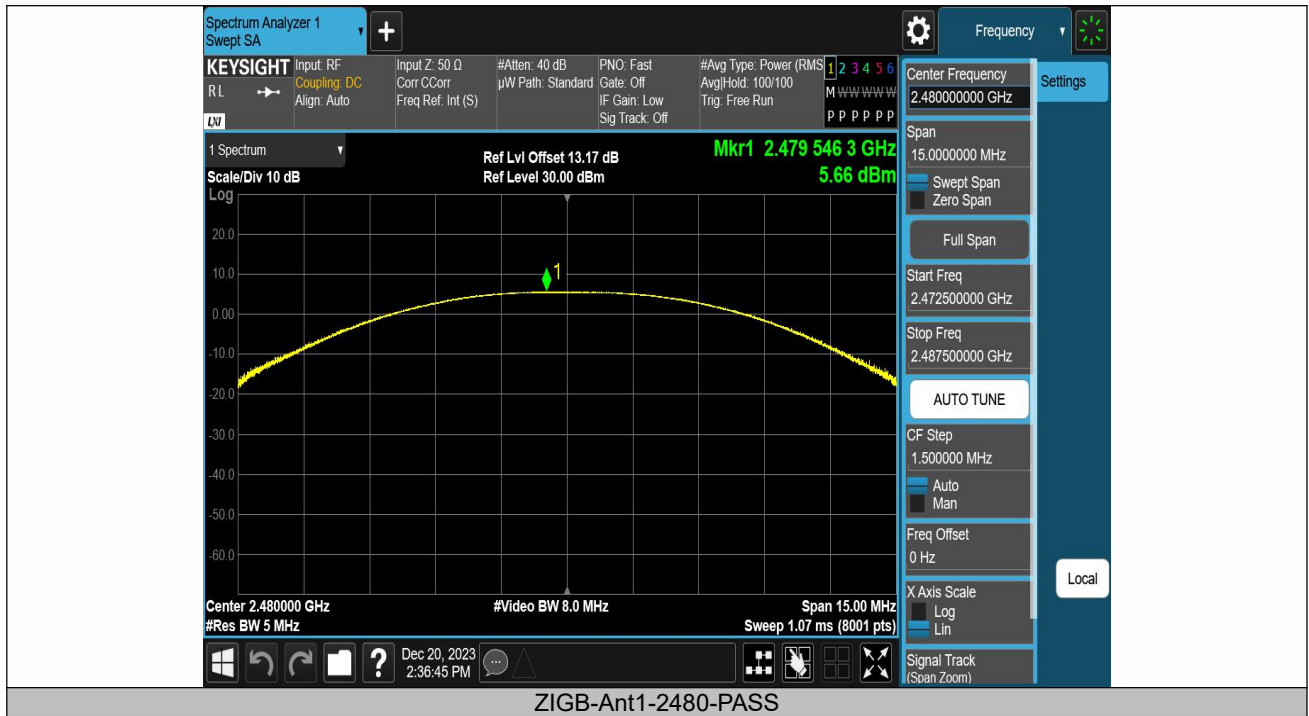 Spectrum Analyzer 1
Swept SA
Frequency
KEYSIGHT
RL
LXI
Input: RF
Coupling: DC
Align: Auto
Input Z: 50 Ω
Corr CCorr
Freq Ref: Int (S)
#Atten: 40 dB
µW Path: Standard
PNO: Fast
Gate: Off
IF Gain: Low
Sig Track: Off
#Avg Type: Power (RMS
Avg|Hold: 100/100
Trig: Free Run
1 2 3 4 5 6
M W W W W W
P P P P P P
1 Spectrum
Scale/Div 10 dB
Ref Lvl Offset 13.17 dB
Ref Level 30.00 dBm
Mkr1 2.479 546 3 GHz
5.66 dBm
Log
20.0
10.0
0.00
-10.0
-20.0
-30.0
-40.0
-50.0
-60.0
1
Center 2.480000 GHz
#Res BW 5 MHz
#Video BW 8.0 MHz
Span 15.00 MHz
Sweep 1.07 ms (8001 pts)
Dec 20, 2023
2:36:45 PM
Center Frequency
2.480000000 GHz
Span
15.0000000 MHz
Swept Span
Zero Span
Full Span
Start Freq
2.472500000 GHz
Stop Freq
2.487500000 GHz
AUTO TUNE
CF Step
1.500000 MHz
Auto
Man
Freq Offset
0 Hz
X Axis Scale
Log
Lin
Signal Track
(Span Zoom)
Settings
Local
ZIGB-Ant1-2480-PASS